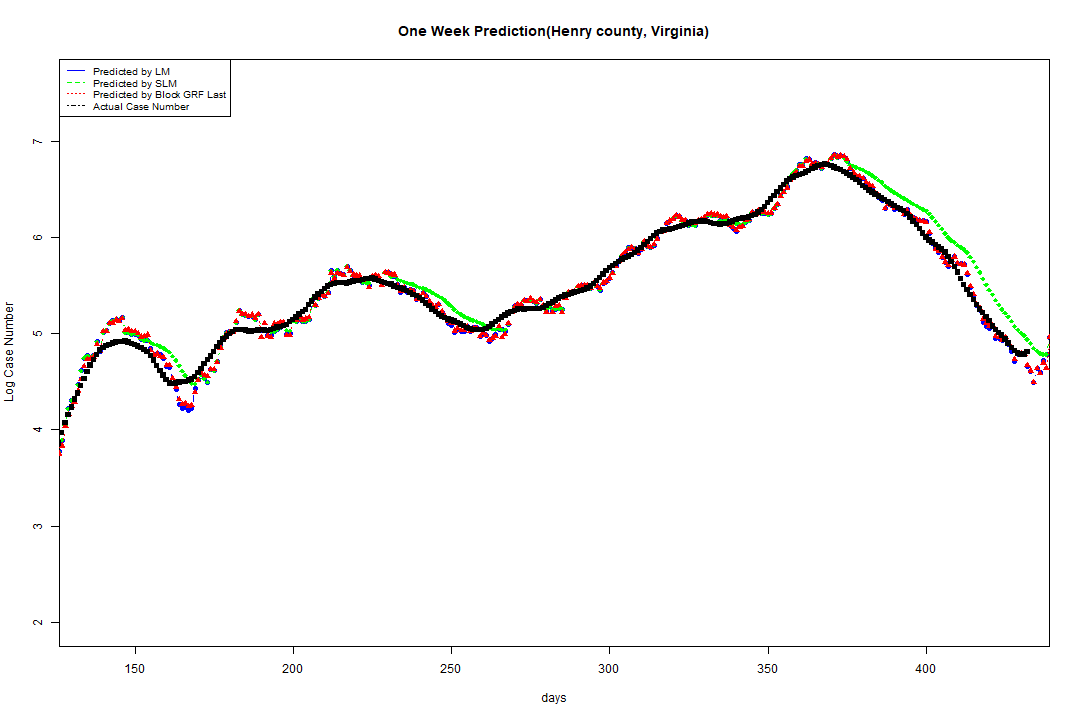 One Week Prediction(Henry county, Virginia)
Predicted by LM
Predicted by SLM
Predicted by Block GRF Last
Actual Case Number
7
6
5
4
3
2
Log Case Number
150 200 250 300 350 400
days